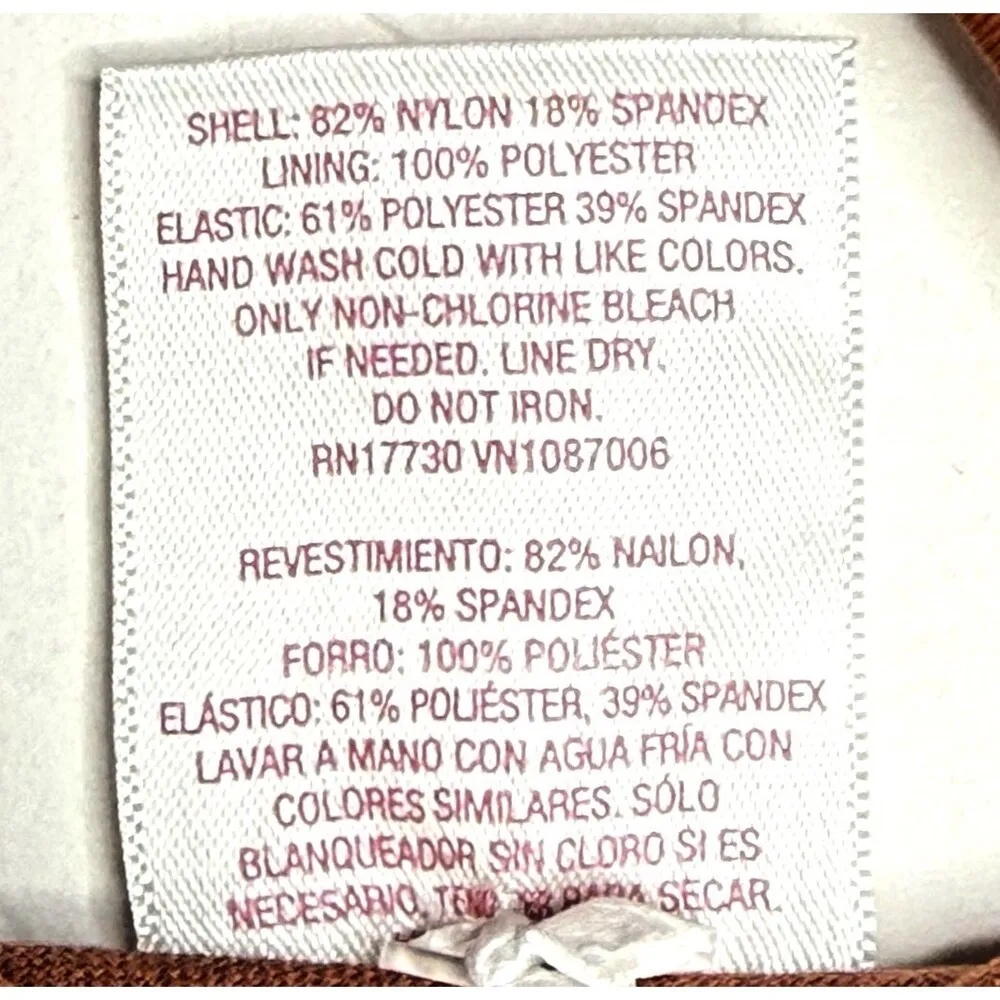 SHELL: 82% NYLON 18% SPANDEX
LINING: 100% POLYESTER
ELASTIC: 61% POLYESTER 39% SPANDEX
HAND WASH COLD WITH LIKE COLORS.
ONLY NON-CHLORINE BLEACH
IF NEEDED. LINE DRY.
DO NOT IRON.
RN17730 VN1087006
REVESTIMIENTO: 82% NAILON,
18% SPANDEX
FORRO: 100% POLIÉSTER
ELÁSTICO: 61% POLIÉSTER, 39% SPANDEX
LAVAR A MANO CON AGUA FRÍA CON
COLORES SIMILARES. SÓLO
BLANQUEADOR SIN CLORO SI ES
NECESARIO. PARA SECAR.